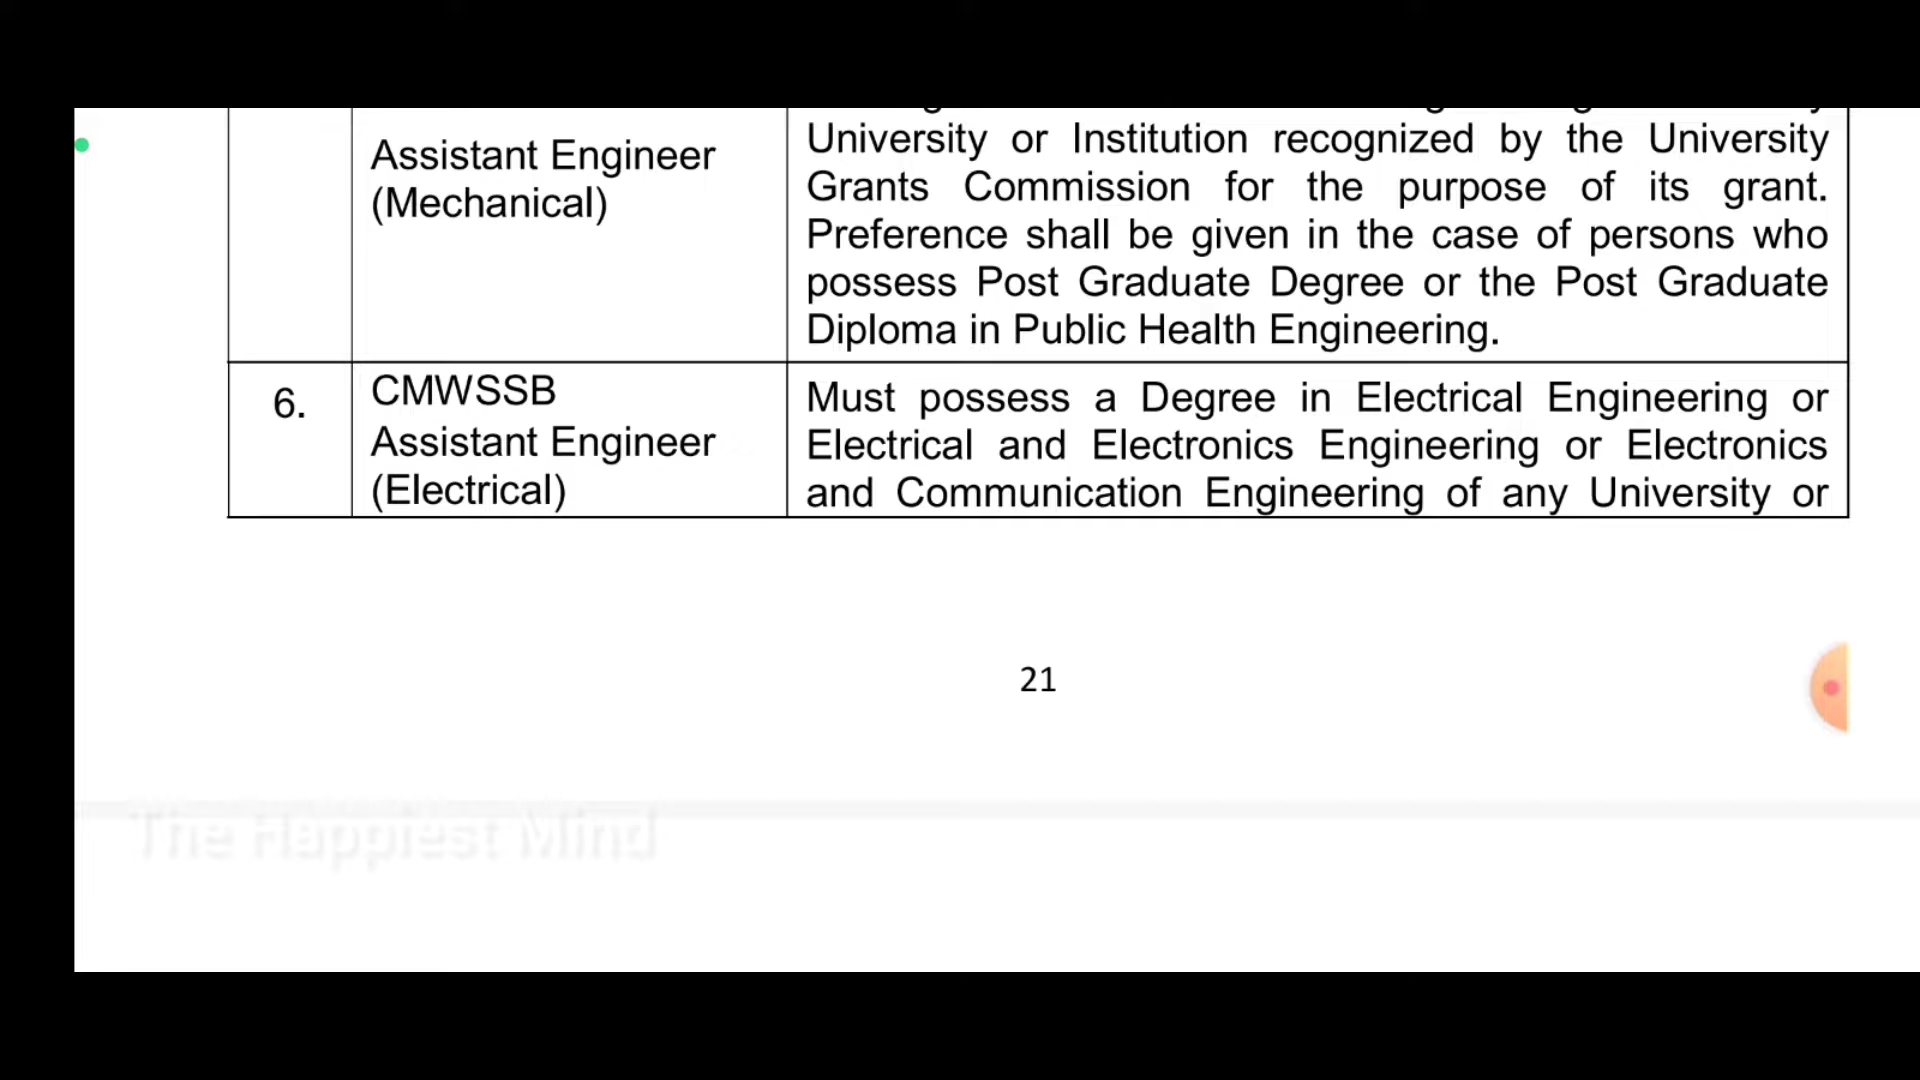 Assistant Engineer
(Mechanical)
University or Institution recognized by the University
Grants Commission for the purpose of its grant.
Preference shall be given in the case of persons who
possess Post Graduate Degree or the Post Graduate
Diploma in Public Health Engineering.
6.
CMWSSB
Assistant Engineer
(Electrical)
Must possess a Degree in Electrical Engineering or
Electrical and Electronics Engineering or Electronics
and Communication Engineering of any University or
21
The Happiest Mind